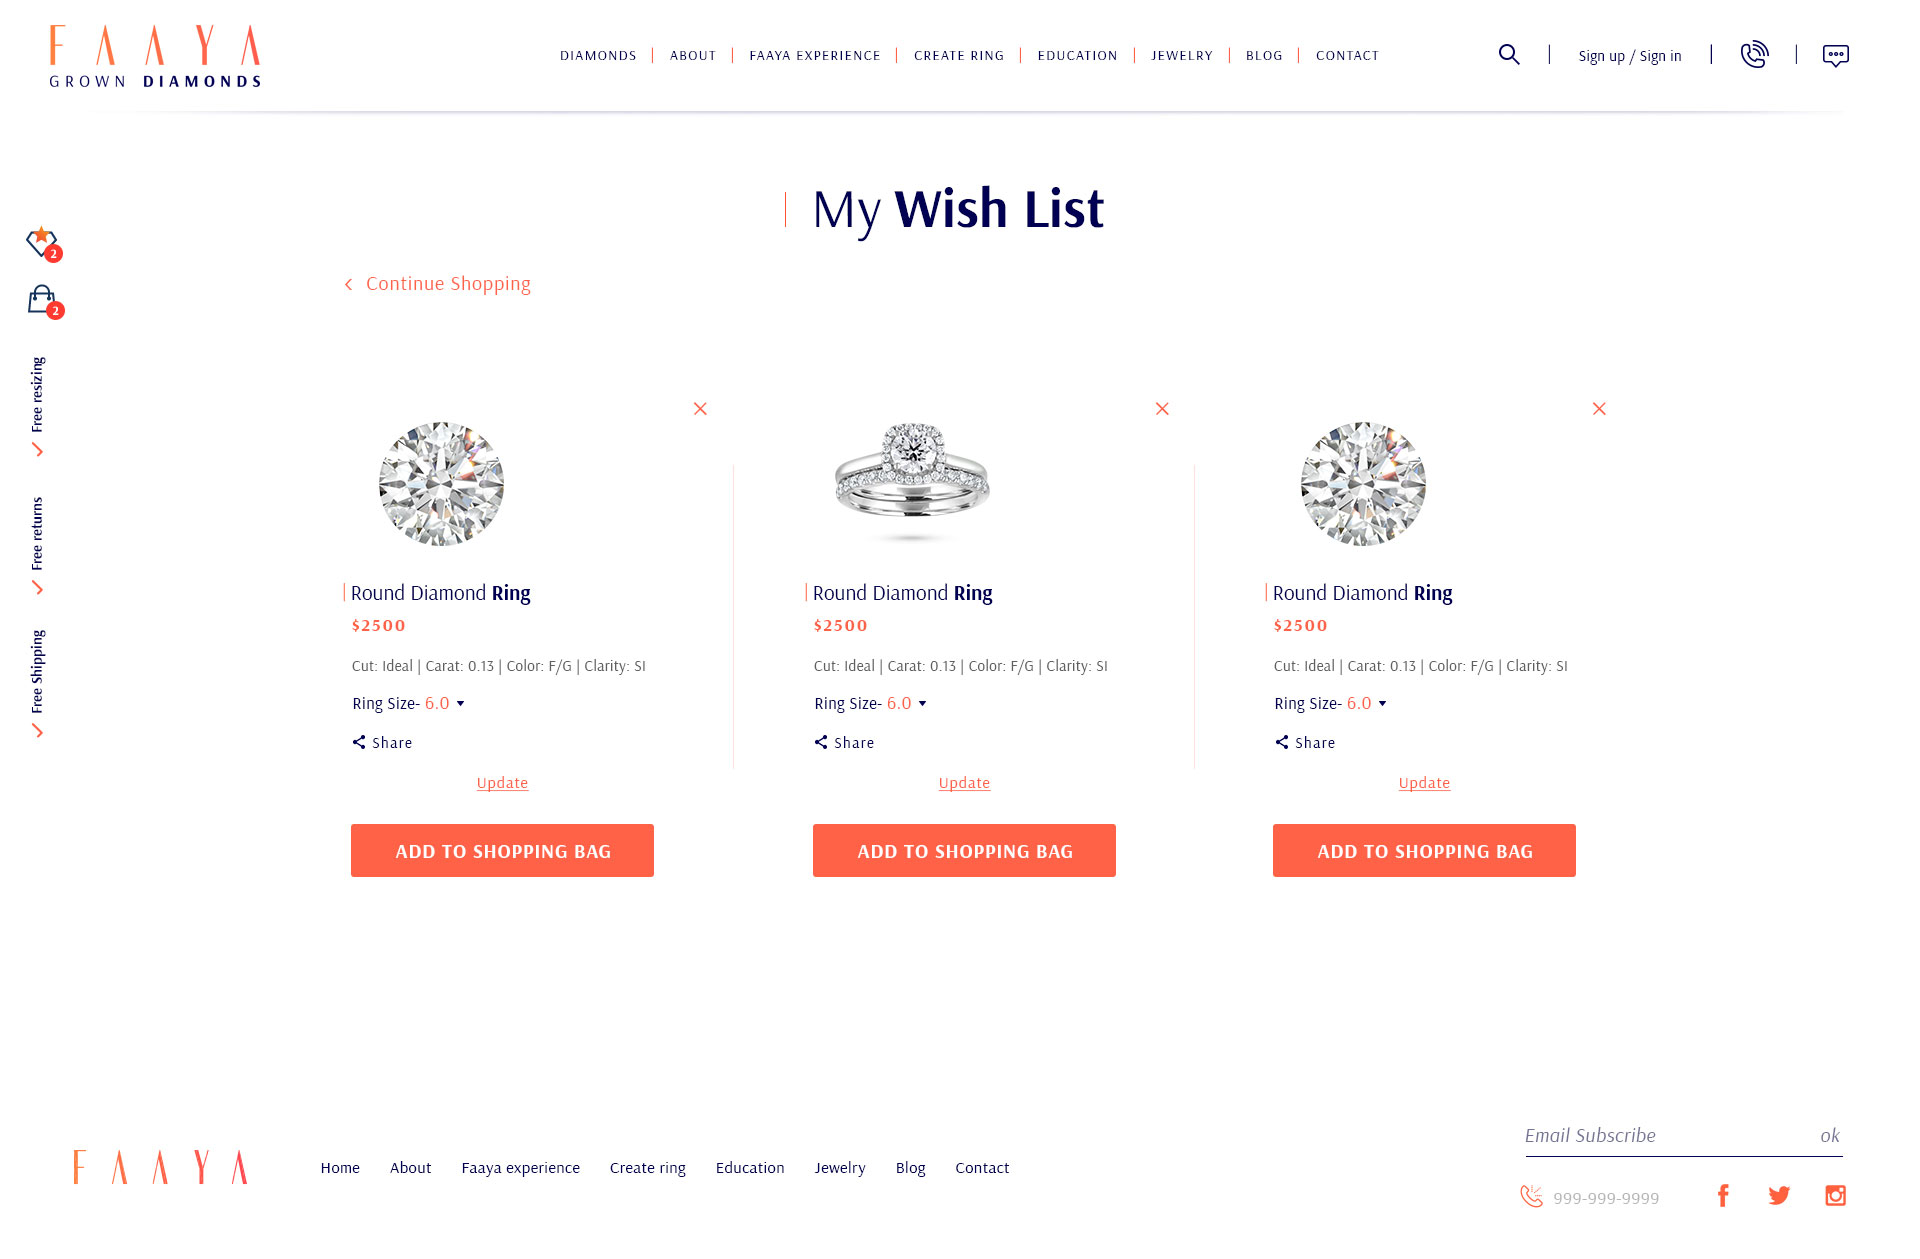 FAAYA
GROWN DIAMONDS
DIAMONDS | ABOUT | FAAYA EXPERIENCE | CREATE RING | EDUCATION | JEWELRY | BLOG | CONTACT
Sign up / Sign in
My Wish List
2
2
Continue Shopping
Free resizing
Free returns
Free Shipping
Round Diamond Ring
$2500
Cut: Ideal | Carat: 0.13 | Color: F/G | Clarity: SI
Ring Size- 6.0
Share
Update
ADD TO SHOPPING BAG
Round Diamond Ring
$2500
Cut: Ideal | Carat: 0.13 | Color: F/G | Clarity: SI
Ring Size- 6.0
Share
Update
ADD TO SHOPPING BAG
Round Diamond Ring
$2500
Cut: Ideal | Carat: 0.13 | Color: F/G | Clarity: SI
Ring Size- 6.0
Share
Update
ADD TO SHOPPING BAG
FAAYA
Home About Faaya experience Create ring Education Jewelry Blog Contact
Email Subscribe ok
999-999-9999